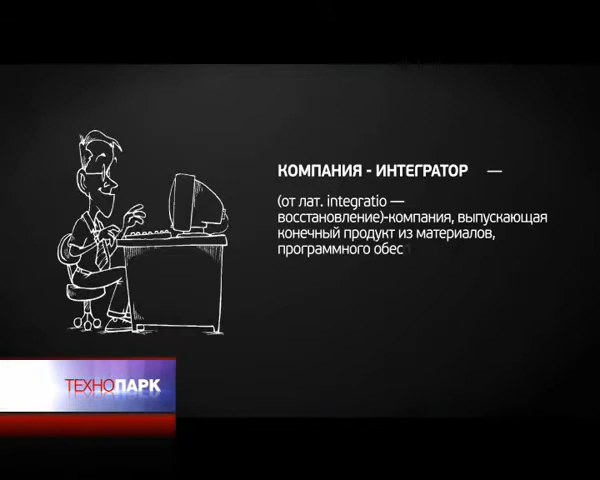 КОМПАНИЯ - ИНТЕГРАТОР —
(от лат. integratio —
восстановление)-компания, выпускающая
конечный продукт из материалов,
программного обес
ТЕХНОПАРК